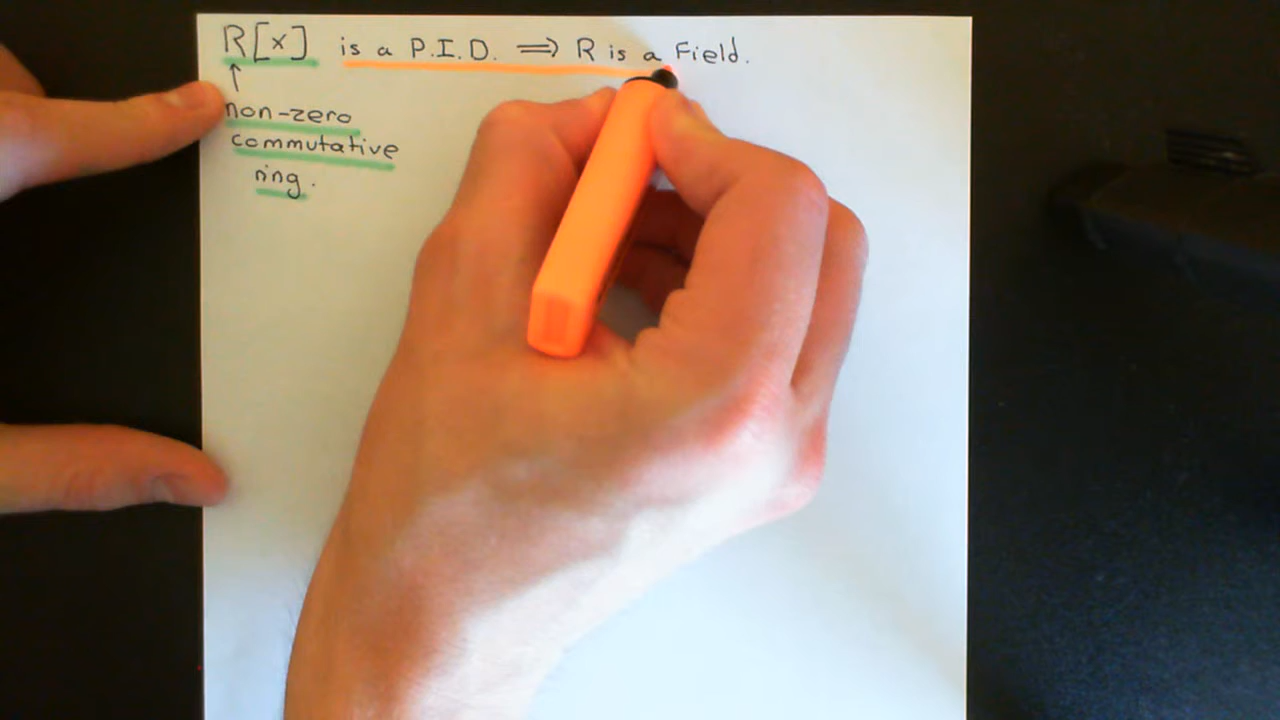 R[x] is a P.I.D. ⟹ R is a Field.
↑
non-zero
commutative
ring.